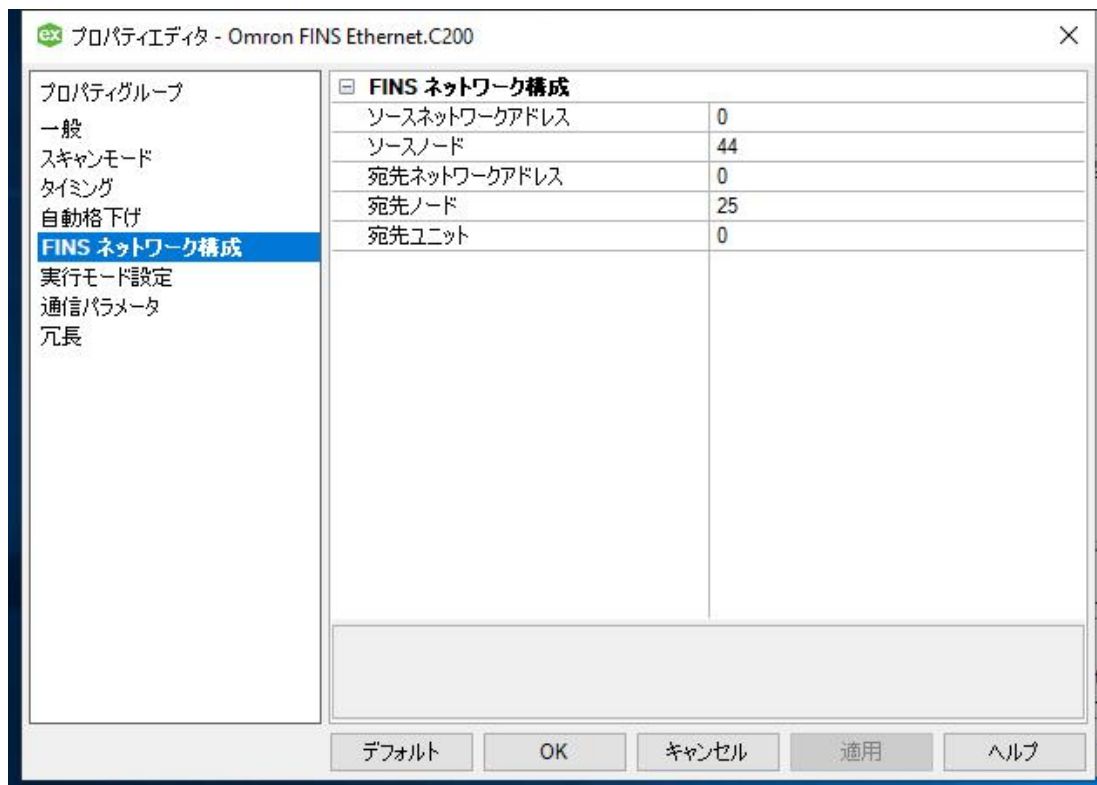 ex プロパティエディタ - Omron FINS Ethernet.C200
プロパティグループ
一般
スキャンモード
タイミング
自動格下げ
FINS ネットワーク構成
実行モード設定
通信パラメータ
冗長
FINS ネットワーク構成
ソースネットワークアドレス 0
ソースノード 44
宛先ネットワークアドレス 0
宛先ノード 25
宛先ユニット 0
デフォルト OK キャンセル 適用 ヘルプ